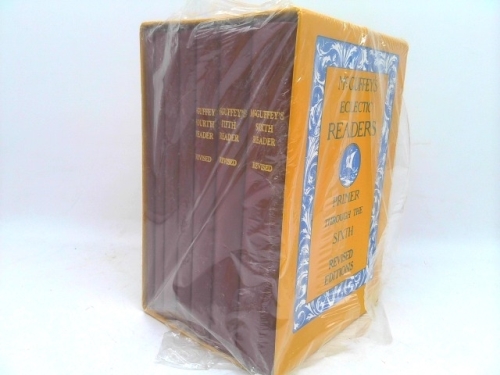 McGUFFEY'S
FOURTH
READER
REVISED
McGUFFEY'S
FIFTH
READER
REVISED
McGUFFEY'S
SIXTH
READER
REVISED
McGUFFEY'S
ECLECTIC
READERS
PRIMER
THROUGH THE
SIXTH
REVISED
EDITIONS